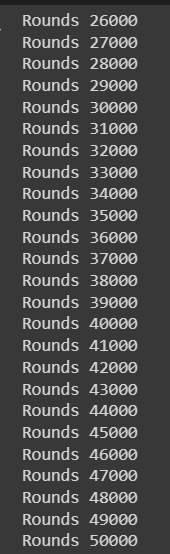 Rounds 26000
Rounds 27000
Rounds 28000
Rounds 29000
Rounds 30000
Rounds 31000
Rounds 32000
Rounds 33000
Rounds 34000
Rounds 35000
Rounds 36000
Rounds 37000
Rounds 38000
Rounds 39000
Rounds 40000
Rounds 41000
Rounds 42000
Rounds 43000
Rounds 44000
Rounds 45000
Rounds 46000
Rounds 47000
Rounds 48000
Rounds 49000
Rounds 50000